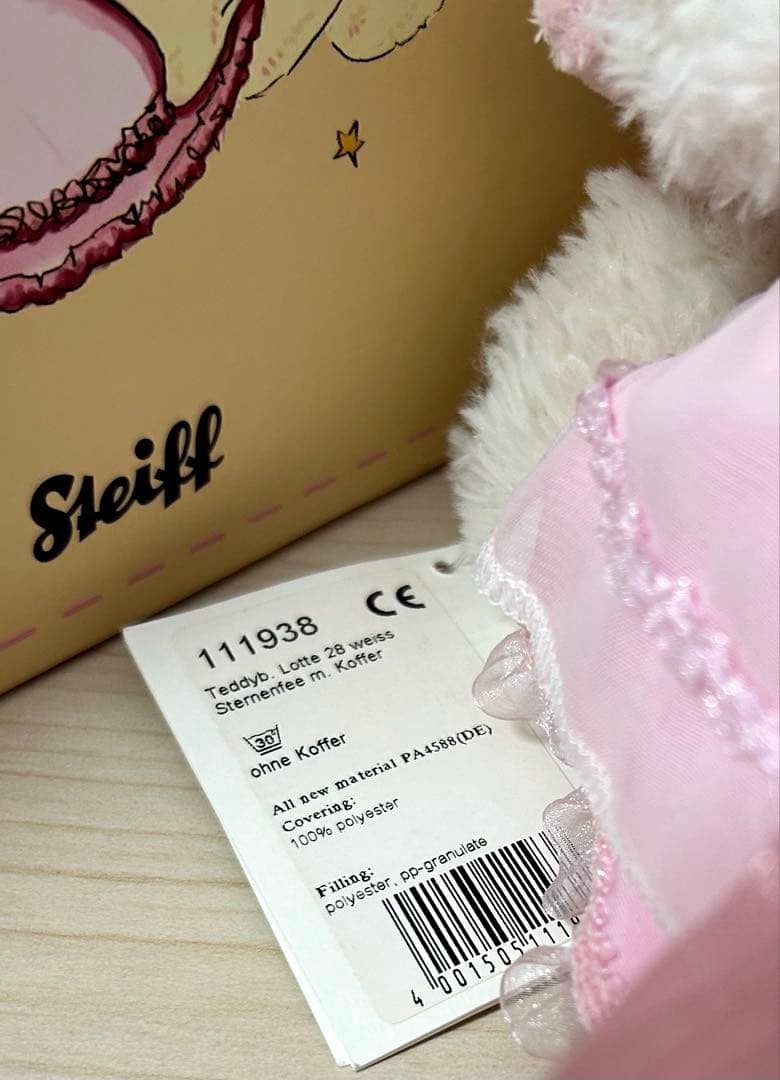 Steiff
111938 CE
Teddyb. Lotte 28 weiss
Sternenfee m. Koffer
30°
ohne Koffer
All new material PA4588(DE)
Covering:
100% polyester
Filling:
polyester, pp-granulate
4 001505 111